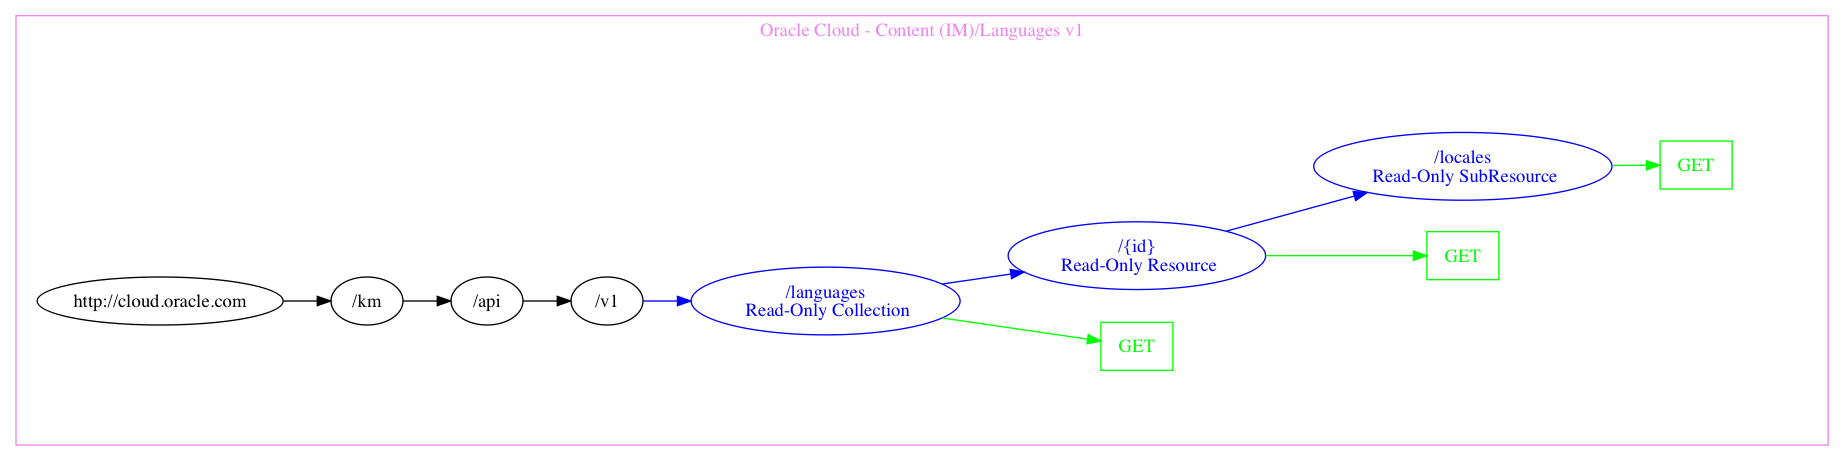 Oracle Cloud - Content (IM)/Languages v1
http://cloud.oracle.com
/km
/api
/v1
/languages
Read-Only Collection
GET
/{id}
Read-Only Resource
GET
/locales
Read-Only SubResource
GET